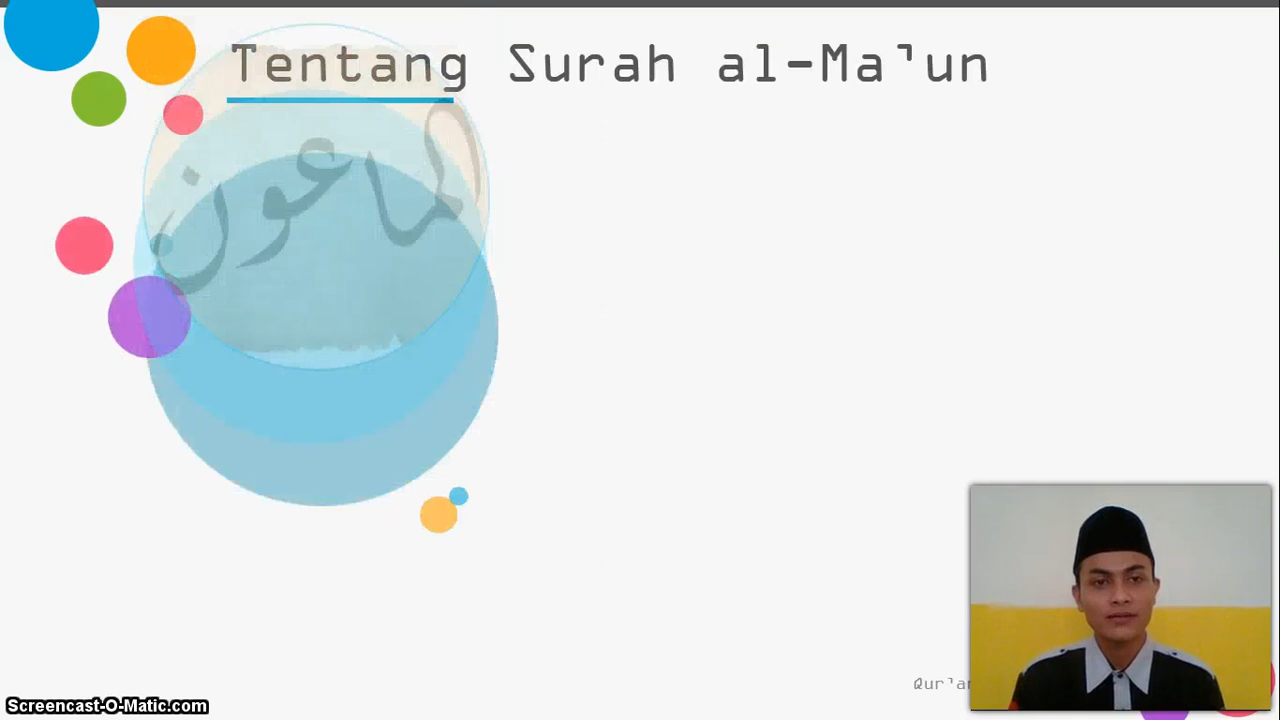 Tentang Surah al-Ma'un
الماعون
Screencast-O-Matic.com